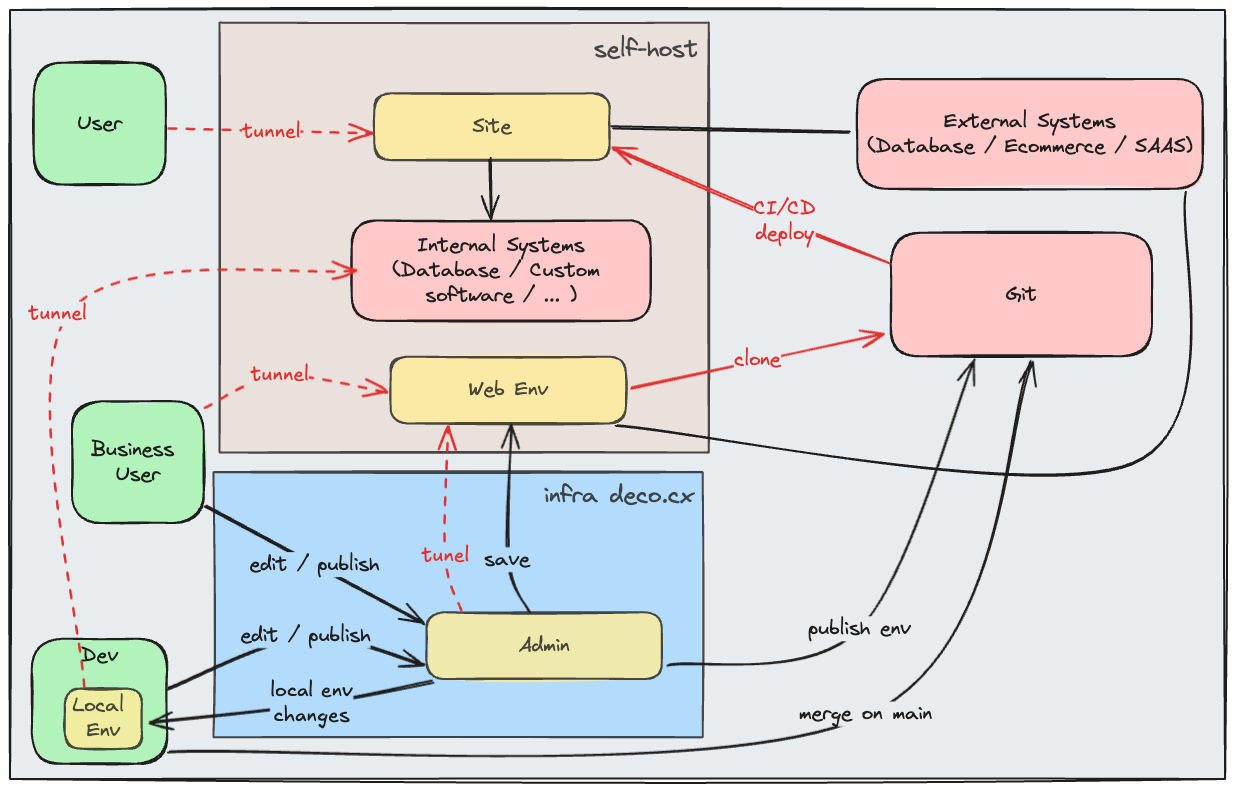 self-host
User
tunnel
Site
External Systems
(Database / Ecommerce / SAAS)
CI/CD
deploy
Internal Systems
(Database / Custom
software / ... )
Git
tunnel
tunnel
Web Env
clone
Business
User
infra deco.cx
edit / publish
tunel
save
edit / publish
Admin
publish env
Dev
Local
Env
local env
changes
merge on main